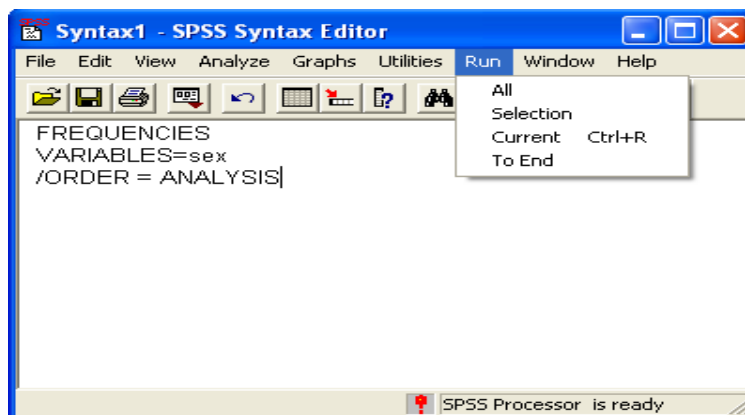 SPSS Syntax1 - SPSS Syntax Editor
File Edit View Analyze Graphs Utilities Run Window Help
All
Selection
Current Ctrl+R
To End
FREQUENCIES
VARIABLES=sex
/ORDER = ANALYSIS
SPSS Processor is ready